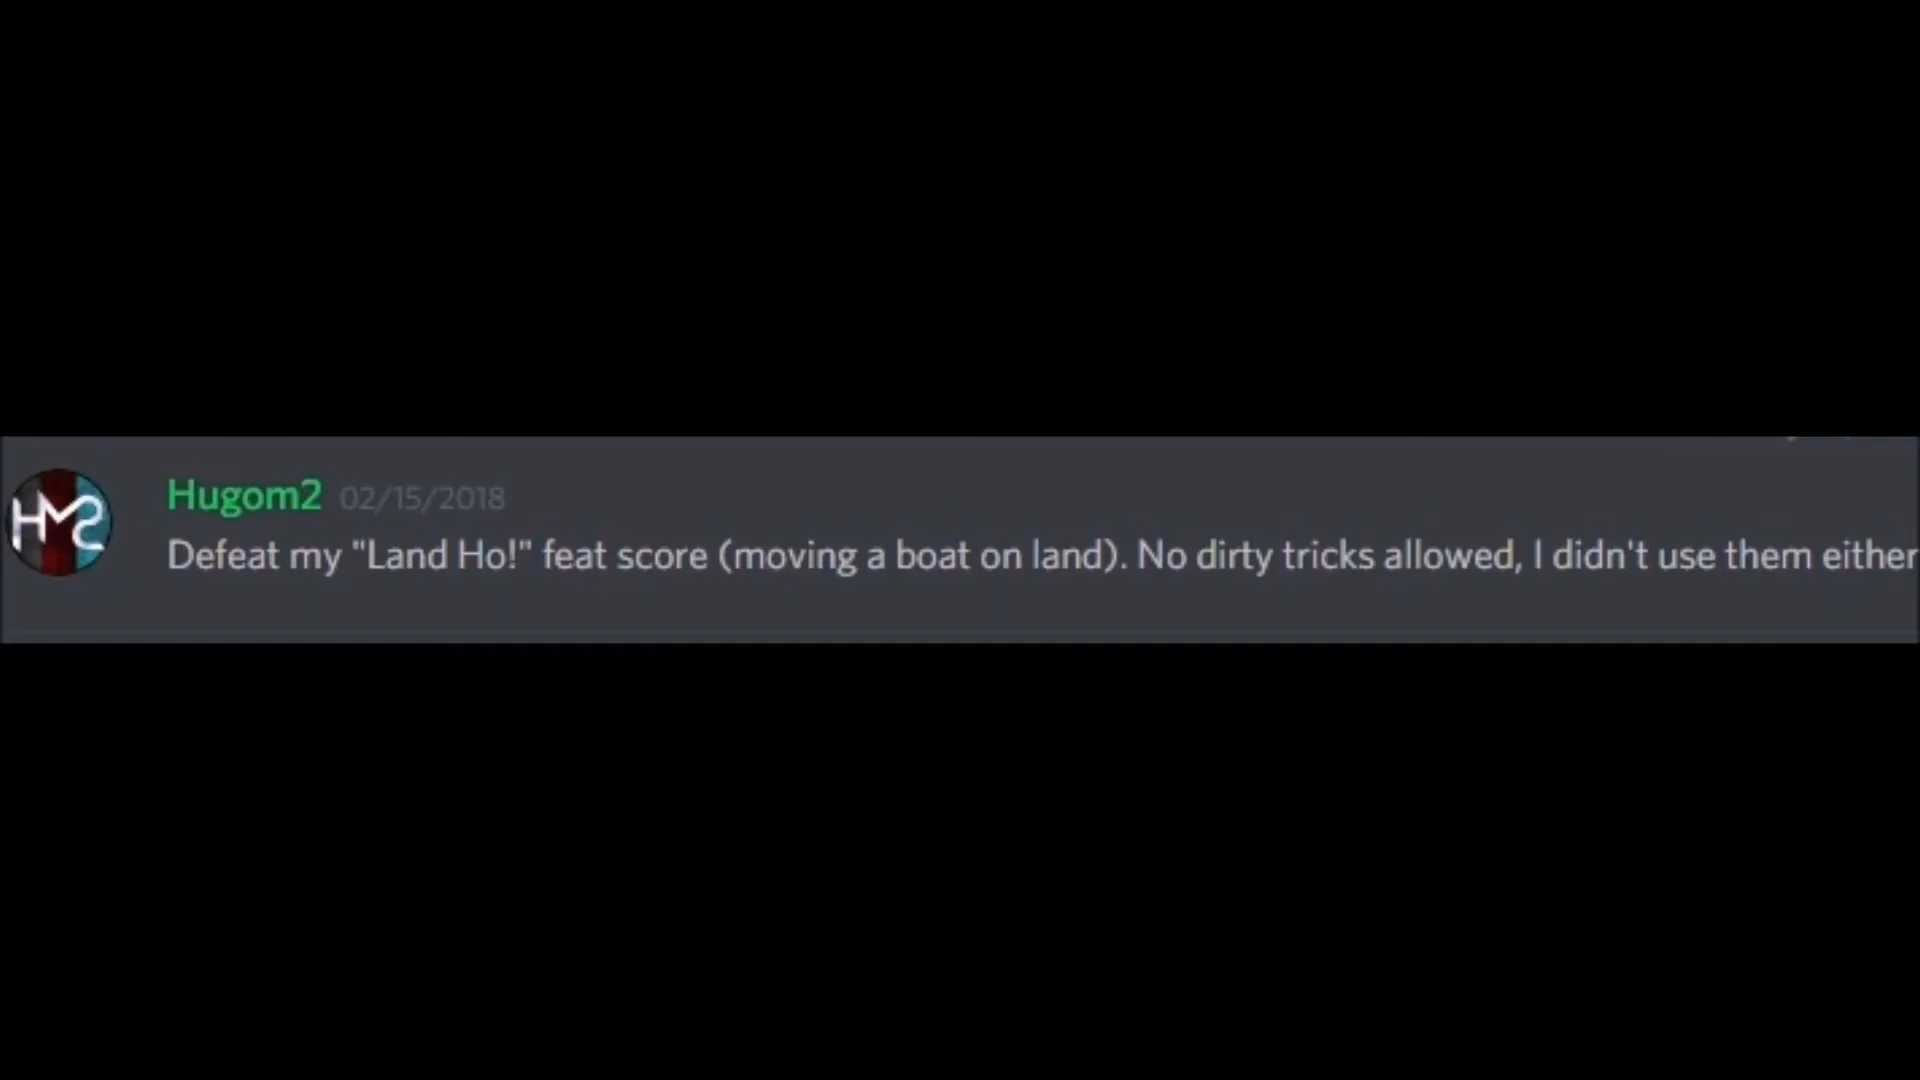 HM2
Hugom2 02/15/2018
Defeat my "Land Ho!" feat score (moving a boat on land). No dirty tricks allowed, I didn't use them either